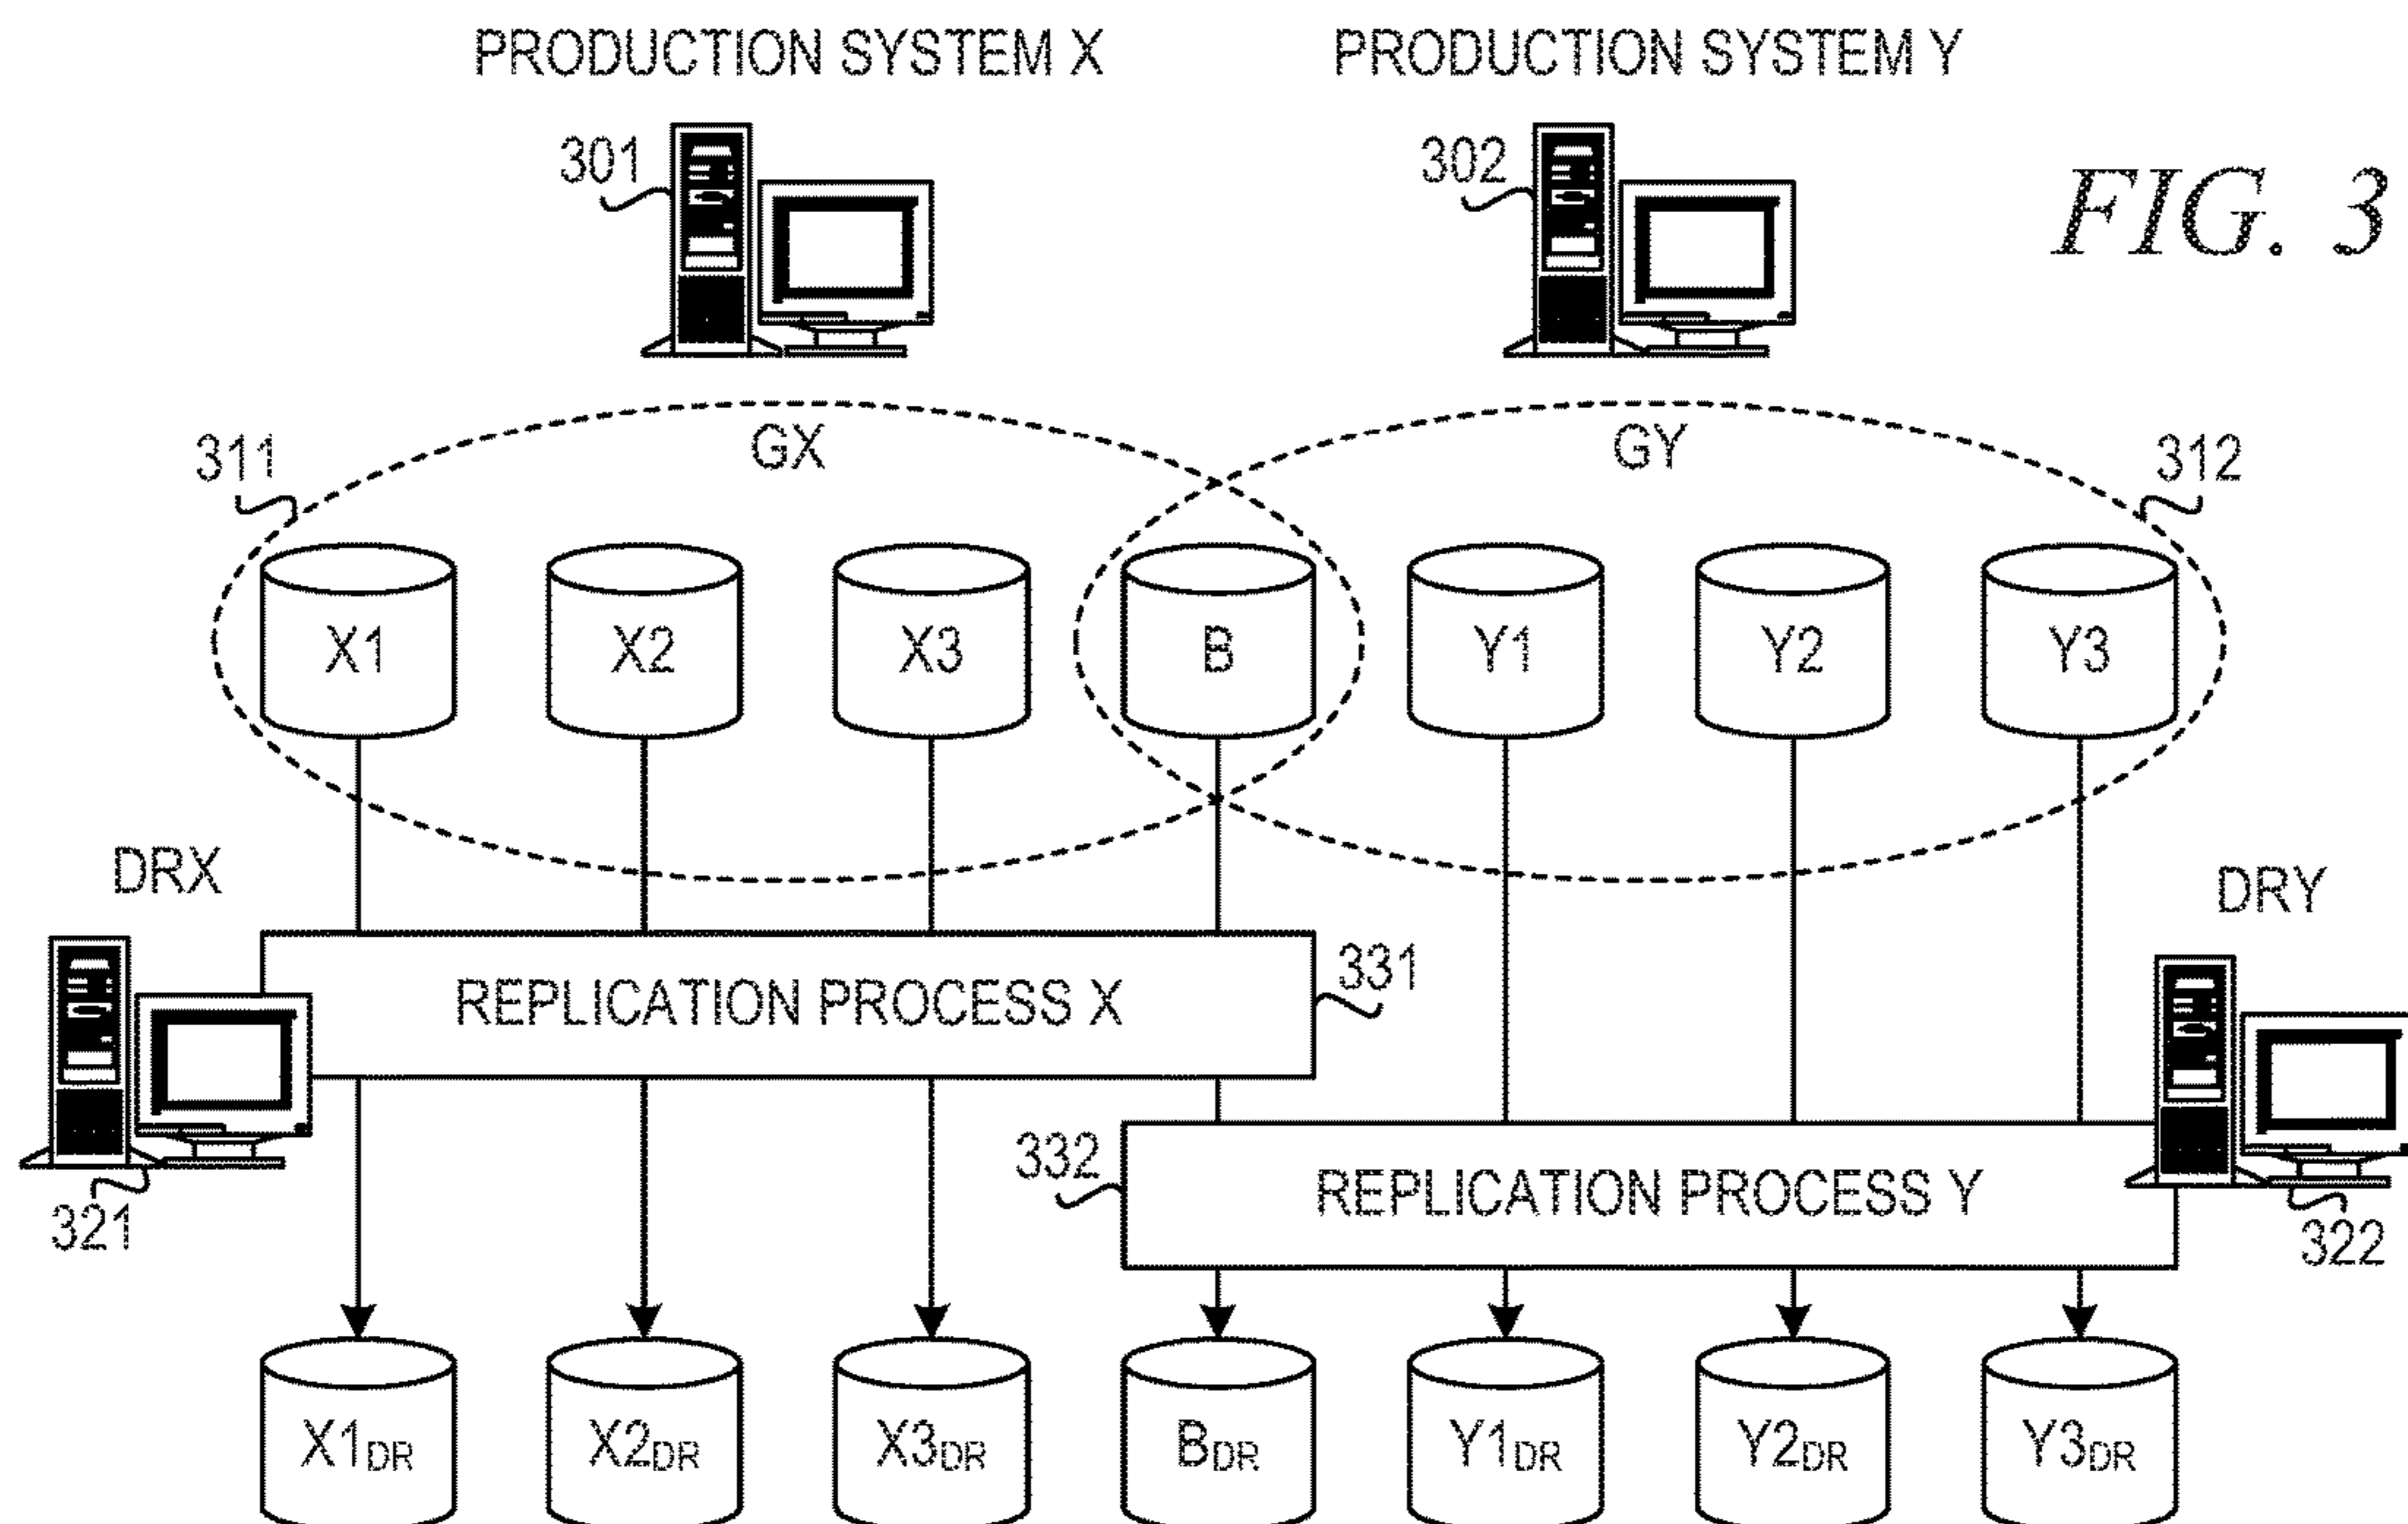 PRODUCTION SYSTEM X
PRODUCTION SYSTEM Y
301
302
FIG. 3
311
GX
GY
312
X1
X2
X3
B
Y1
Y2
Y3
DRX
DRY
REPLICATION PROCESS X
331
332
REPLICATION PROCESS Y
321
322
X1DR
X2DR
X3DR
BDR
Y1DR
Y2DR
Y3DR